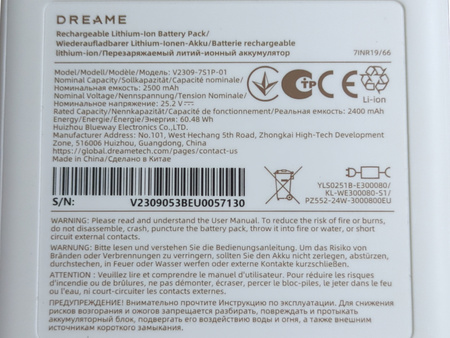 DREAME
Rechargeable Lithium-Ion Battery Pack/
Wiederaufladbarer Lithium-Ionen-Akku/Batterie rechargeable
lithium-ion/Перезаряжаемый литий-ионный аккумулятор
7INR19/66
Model/Modell/Modèle/Модель: V2309-7S1P-01
Nominal Capacity/Sollkapazität/Capacité nominale/
Номинальная емкость: 2500 mAh
Nominal Voltage/Nennspannung/Tension Nominale/
Номинальное напряжение: 25.2 V
Rated Capacity/Nennkapazität/Capacité de fonctionnement/Реальная емкость: 2400 mAh
Energy/Energie/Énergie/Энергия: 60.48 Wh
Huizhou Blueway Electronics Co.,LTD.
Manufacturer Address: No.101, West Hechang 5th Road, Zhongkai High-Tech Development
Zone, 516006 Huizhou, Guangdong, China
https://global.dreametech.com/pages/contact-us
Made in China/Сделано в Китае
Li-ion
S/N: V2309053BEU0057130
YLS0251B-E300080/
KL-WE300080-S1/
PZ552-24W-3000800EU
WARNING: Please read and understand the User Manual. To reduce the risk of fire or burns,
do not disassemble, crash, puncture the battery pack, throw it into fire or water, or short
circuit external contacts.
WARNUNG: Bitte lesen und verstehen Sie die Bedienungsanleitung. Um das Risiko von
Bränden oder Verbrennungen zu verringern, sollten Sie den Akku nicht zerlegen, abstürzen,
durchstechen, in Feuer oder Wasser werfen oder externe Kontakte kurzschließen.
ATTENTION : Veuillez lire et comprendre le manuel d'utilisateur. Pour réduire les risques
d'incendie ou de brûlures, ne pas démonter, écraser, percer le bloc-piles, le jeter dans le feu
ou l'eau, ni court-circuiter les contacts externes.
ПРЕДУПРЕЖДЕНИЕ: Внимательно прочтите Инструкцию по эксплуатации. Для снижения
рисков возгорания и ожогов запрещается разбирать, повреждать и протыкать
аккумуляторный блок, подвергать его воздействию воды и огня, а также внешним
источникам короткого замыкания.